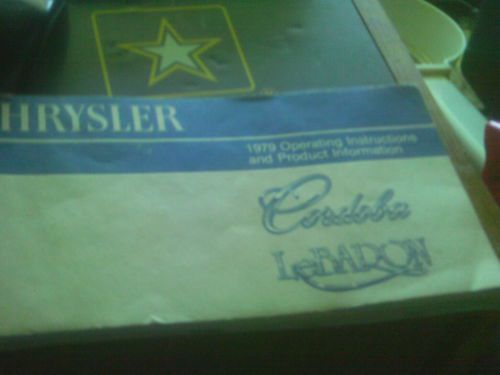 HRYSLER
1979 Operating Instructions
and Product Information
Cordoba
LeBARON